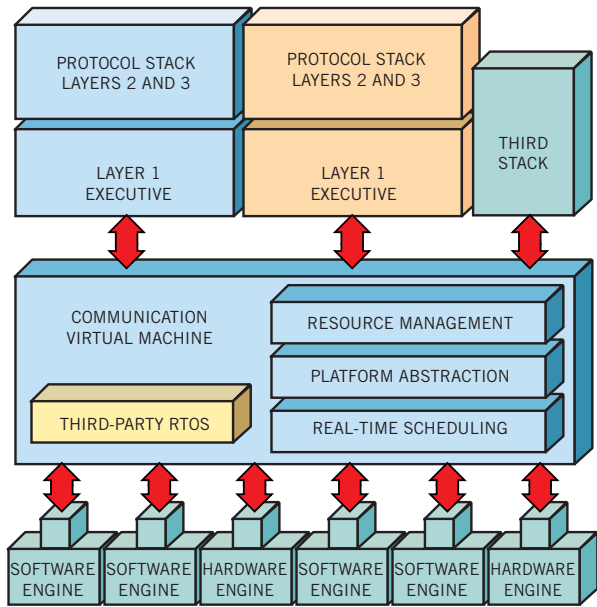 PROTOCOL STACK
LAYERS 2 AND 3
PROTOCOL STACK
LAYERS 2 AND 3
THIRD
STACK
LAYER 1
EXECUTIVE
LAYER 1
EXECUTIVE
COMMUNICATION
VIRTUAL MACHINE
RESOURCE MANAGEMENT
PLATFORM ABSTRACTION
THIRD-PARTY RTOS
REAL-TIME SCHEDULING
SOFTWARE
ENGINE
SOFTWARE
ENGINE
HARDWARE
ENGINE
SOFTWARE
ENGINE
SOFTWARE
ENGINE
HARDWARE
ENGINE